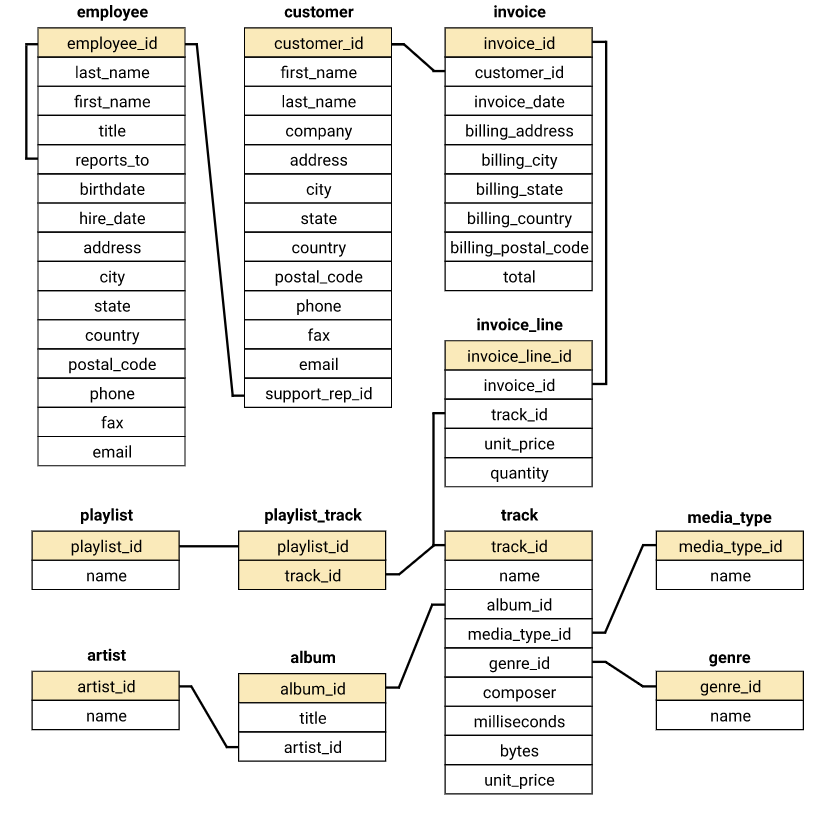 employee
employee_id
last_name
first_name
title
reports_to
birthdate
hire_date
address
city
state
country
postal_code
phone
fax
email
customer
customer_id
first_name
last_name
company
address
city
state
country
postal_code
phone
fax
email
support_rep_id
invoice
invoice_id
customer_id
invoice_date
billing_address
billing_city
billing_state
billing_country
billing_postal_code
total
invoice_line
invoice_line_id
invoice_id
track_id
unit_price
quantity
playlist
playlist_id
name
playlist_track
playlist_id
track_id
track
track_id
name
album_id
media_type_id
genre_id
composer
milliseconds
bytes
unit_price
media_type
media_type_id
name
artist
artist_id
name
album
album_id
title
artist_id
genre
genre_id
name